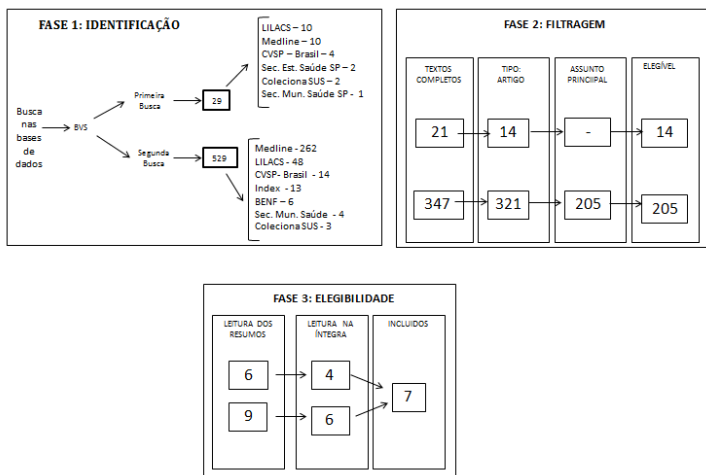 FASE 1: IDENTIFICAÇÃO
Busca
nas
bases
de
dados
BVS
Primeira
Busca
29
LILACS – 10
Medline – 10
CVSP – Brasil – 4
Sec. Est. Saúde SP – 2
Coleciona SUS – 2
Sec. Mun. Saúde SP - 1
Segunda
Busca
529
Medline - 262
LILACS - 48
CVSP- Brasil - 14
Index - 13
BENF – 6
Sec. Mun. Saúde - 4
Coleciona SUS - 3
FASE 2: FILTRAGEM
TEXTOS
COMPLETOS
21
347
TIPO:
ARTIGO
14
321
ASSUNTO
PRINCIPAL
-
205
ELEGÍVEL
14
205
FASE 3: ELEGIBILIDADE
LEITURA DOS
RESUMOS
6
9
LEITURA NA
ÍNTEGRA
4
6
INCLUIDOS
7